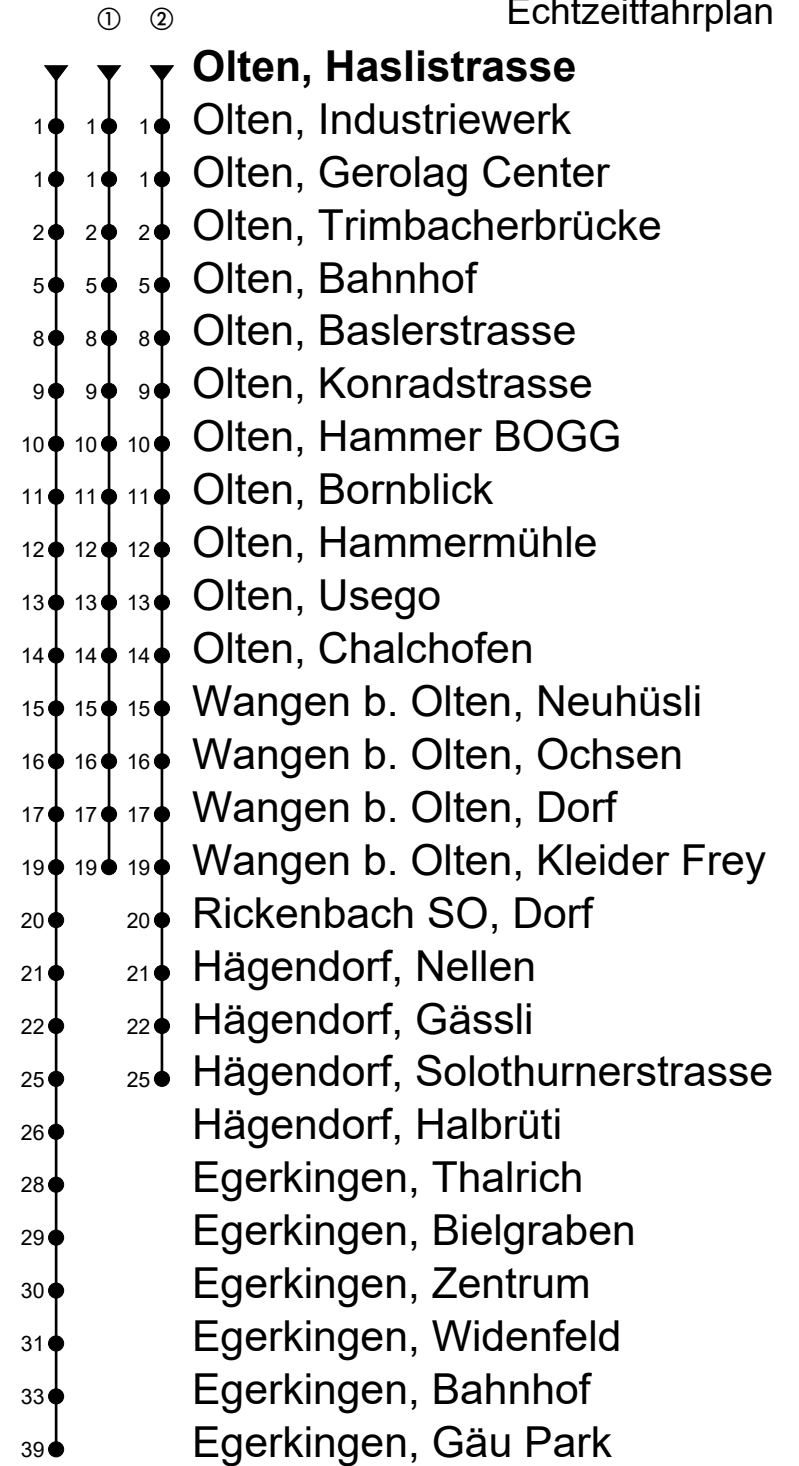 Echtzeitfahrplan
① ②
Olten, Haslistrasse
1 1 1 Olten, Industriewerk
1 1 1 Olten, Gerolag Center
2 2 2 Olten, Trimbacherbrücke
5 5 5 Olten, Bahnhof
8 8 8 Olten, Baslerstrasse
9 9 9 Olten, Konradstrasse
10 10 10 Olten, Hammer BOGG
11 11 11 Olten, Bornblick
12 12 12 Olten, Hammermühle
13 13 13 Olten, Usego
14 14 14 Olten, Chalchofen
15 15 15 Wangen b. Olten, Neuhüsli
16 16 16 Wangen b. Olten, Ochsen
17 17 17 Wangen b. Olten, Dorf
19 19 19 Wangen b. Olten, Kleider Frey
20 20 Rickenbach SO, Dorf
21 21 Hägendorf, Nellen
22 22 Hägendorf, Gässli
25 25 Hägendorf, Solothurnerstrasse
26 Hägendorf, Halbrüti
28 Egerkingen, Thalrich
29 Egerkingen, Bielgraben
30 Egerkingen, Zentrum
31 Egerkingen, Widenfeld
33 Egerkingen, Bahnhof
39 Egerkingen, Gäu Park